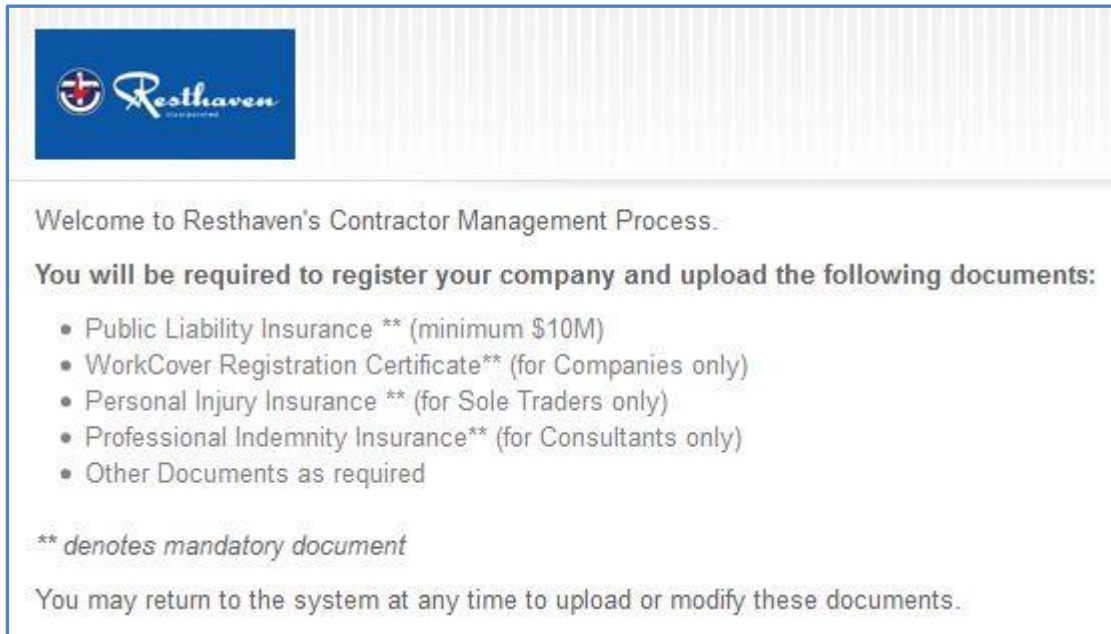 Resthaven
incorporated
Welcome to Resthaven's Contractor Management Process.
You will be required to register your company and upload the following documents:
• Public Liability Insurance ** (minimum $10M)
• WorkCover Registration Certificate** (for Companies only)
• Personal Injury Insurance ** (for Sole Traders only)
• Professional Indemnity Insurance** (for Consultants only)
• Other Documents as required
** denotes mandatory document
You may return to the system at any time to upload or modify these documents.